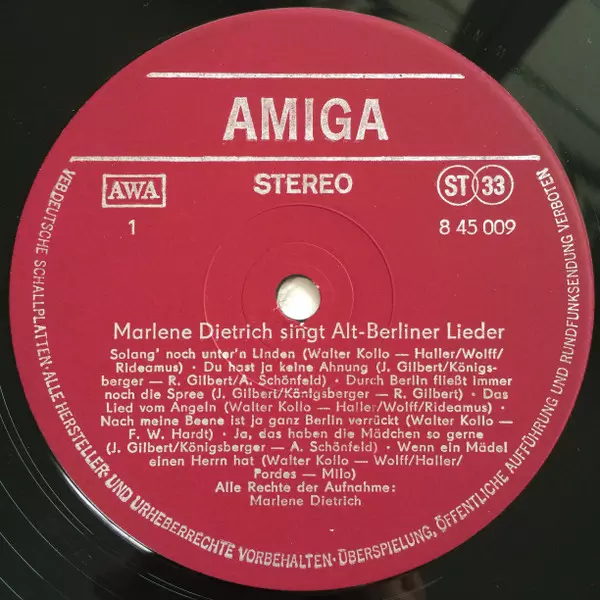 AMIGA
AWA
STEREO
ST 33
1
8 45 009
Marlene Dietrich singt Alt-Berliner Lieder
Solang' noch unter'n Linden (Walter Kollo — Haller/Wolff/
Rideamus) · Du hast ja keine Ahnung (J. Gilbert/Königs-
berger — R. Gilbert/A. Schönfeld) · Durch Berlin fließt immer
noch die Spree (J. Gilbert/Königsberger — R. Gilbert) · Das
Lied vom Angeln (Walter Kollo — Haller/Wolff/Rideamus) ·
Nach meine Beene ist ja ganz Berlin verrückt (Walter Kollo —
F. W. Hardt) · Ja, das haben die Mädchen so gerne
(J. Gilbert/Königsberger — A. Schönfeld) · Wenn ein Mädel
einen Herrn hat (Walter Kollo — Wolff/Haller/
Pordes — Milo)
Alle Rechte der Aufnahme:
Marlene Dietrich
VEB DEUTSCHE SCHALLPLATTEN · ALLE HERSTELLER- UND URHEBERRECHTE VORBEHALTEN · ÜBERSPIELUNG, ÖFFENTLICHE AUFFÜHRUNG UND RUNDFUNKSENDUNG VERBOTEN